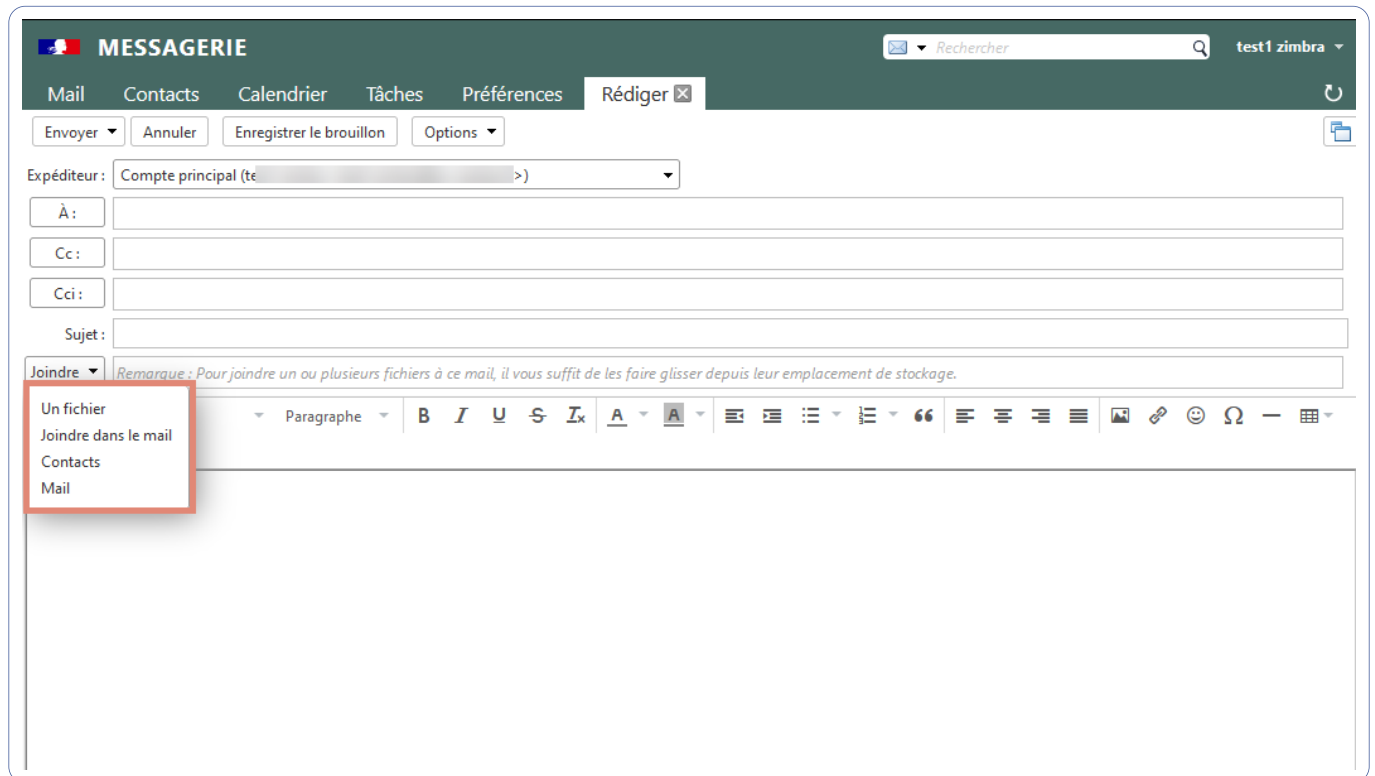 MESSAGERIE
Rechercher
test1 zimbra
Mail Contacts Calendrier Tâches Préférences Rédiger
Envoyer Annuler Enregistrer le brouillon Options
Expéditeur : Compte principal (te >)
À :
Cc :
Cci :
Sujet :
Joindre Remarque : Pour joindre un ou plusieurs fichiers à ce mail, il vous suffit de les faire glisser depuis leur emplacement de stockage.
Un fichier
Joindre dans le mail
Contacts
Mail
Paragraphe B I U S Ix A A Ω